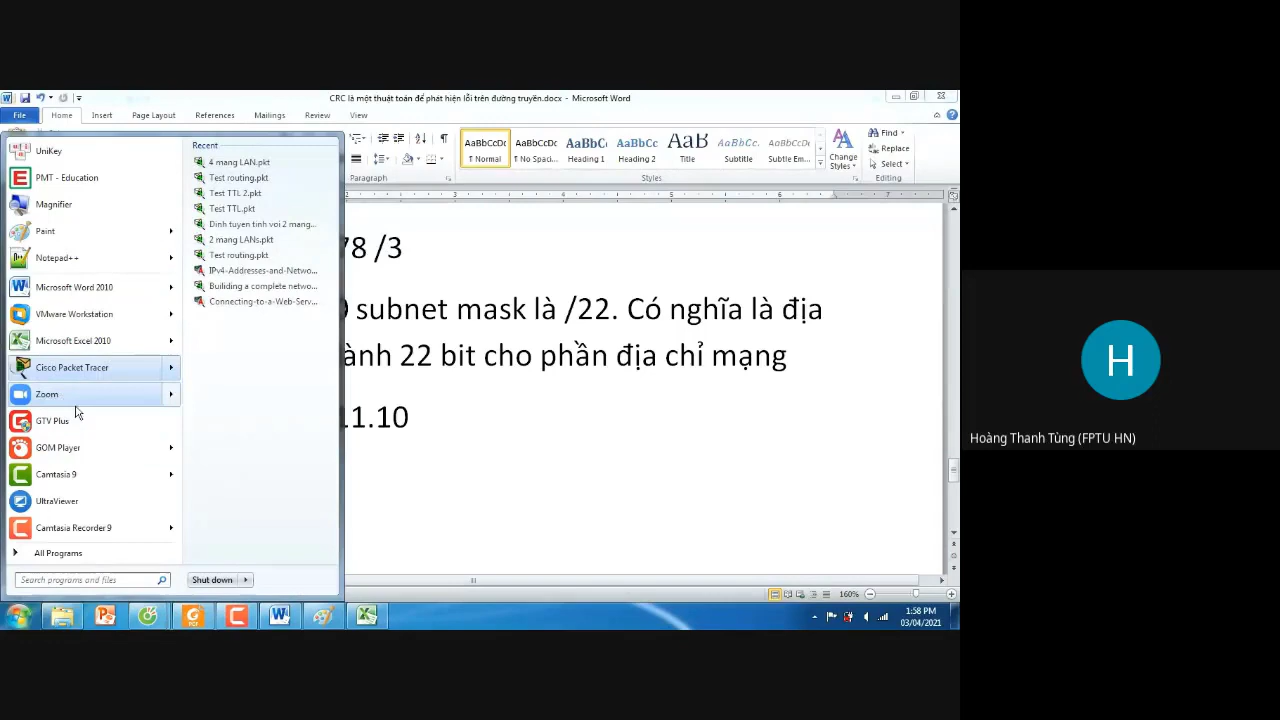 CRC là một thuật toán để phát hiện lỗi trên đường truyền.docx - Microsoft Word
File Home Insert Page Layout References Mailings Review View
AaBbCcDc AaBbCcDc AaBbC AaBbCc AaB AaBbCc. AaBbCcDc
¶ Normal ¶ No Spaci... Heading 1 Heading 2 Title Subtitle Subtle Em...
Change Styles
Find
Replace
Select
Paragraph Styles Editing
UniKey
PMT - Education
Magnifier
Paint
Notepad++
Microsoft Word 2010
VMware Workstation
Microsoft Excel 2010
Cisco Packet Tracer
Zoom
GTV Plus
GOM Player
Camtasia 9
UltraViewer
Camtasia Recorder 9
All Programs
Search programs and files
Shut down
Recent
4 mang LAN.pkt
Test routing.pkt
Test TTL 2.pkt
Test TTL.pkt
Dinh tuyen tinh voi 2 mang...
2 mang LANs.pkt
Test routing.pkt
IPv4-Addresses-and-Netwo...
Building a complete netwo...
Connecting-to-a-Web-Serv...
78 /3
subnet mask là /22. Có nghĩa là địa
ành 22 bit cho phần địa chỉ mạng
11.10
160%
1:58 PM
03/04/2021
H
Hoàng Thanh Tùng (FPTU HN)